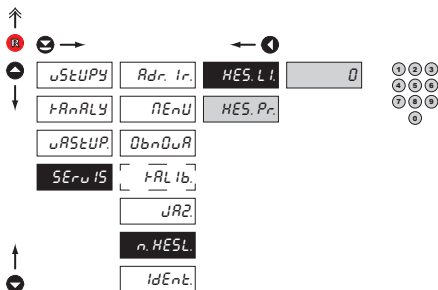 R
vStUPY Adr. Ir. HES. LI. 0 1 2 3
KAnALY MEnU HES. Pr. 4 5 6
vAStUP. ObnOvA 7 8 9
SErvIS KALIb. 0
JAZ.
n. HESL.
IdEnt.